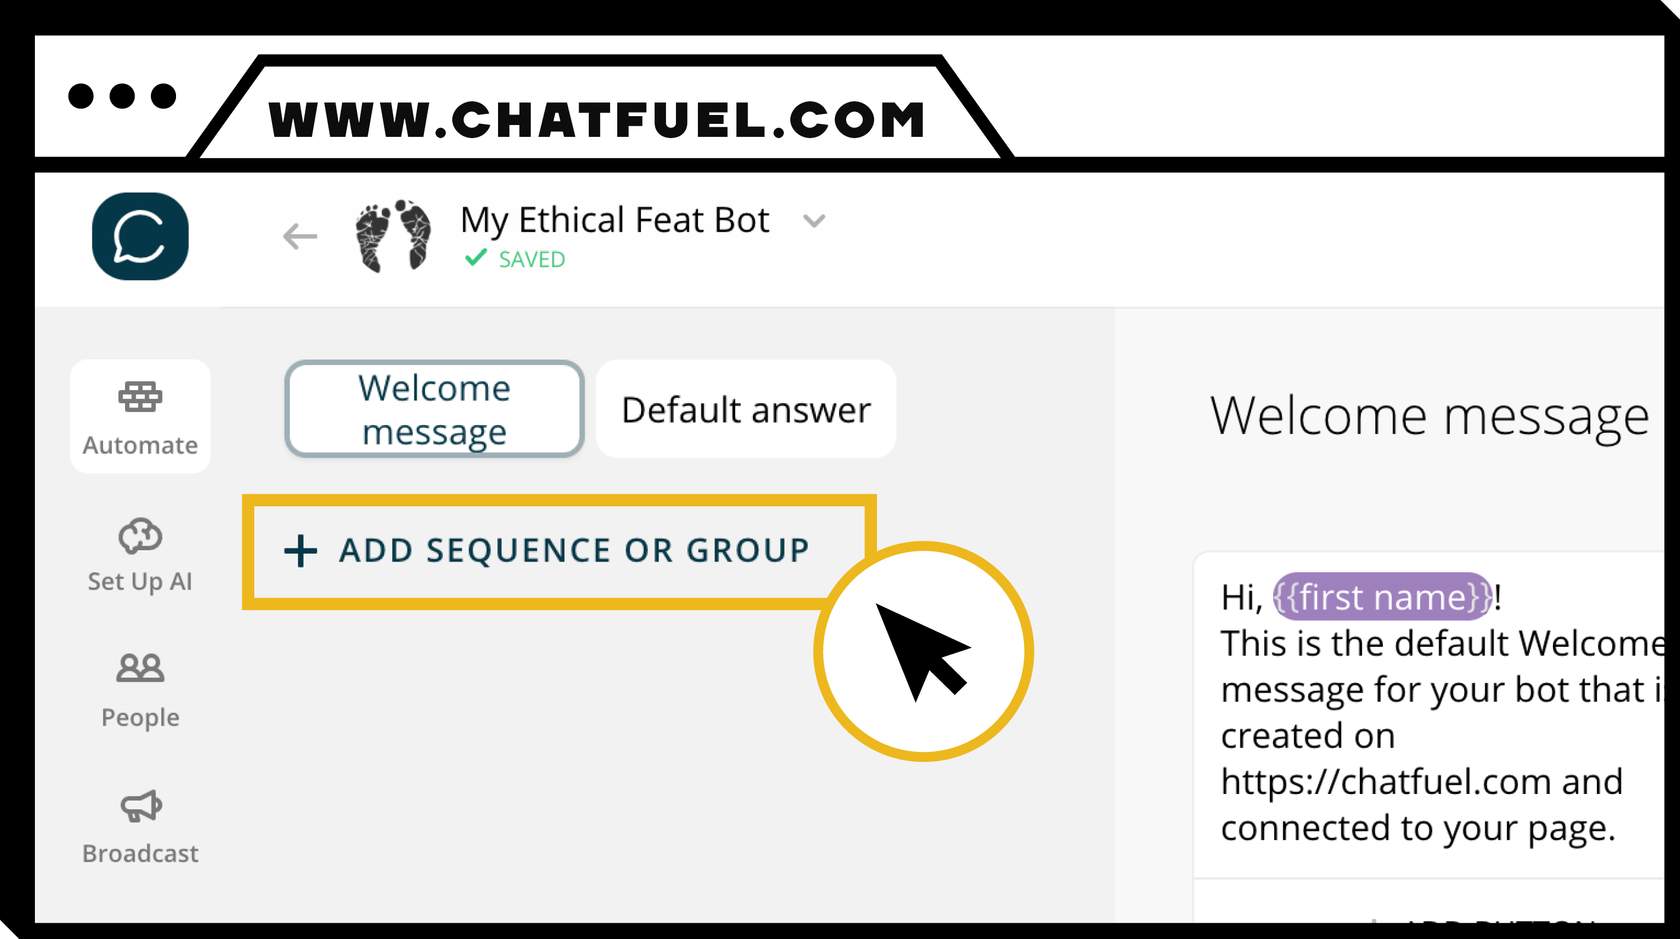 WWW.CHATFUEL.COM
My Ethical Feat Bot
SAVED
Automate
Set Up AI
People
Broadcast
Welcome
message
Default answer
+ ADD SEQUENCE OR GROUP
Welcome message
Hi, {{first name}}!
This is the default Welcome
message for your bot that
created on
https://chatfuel.com and
connected to your page.